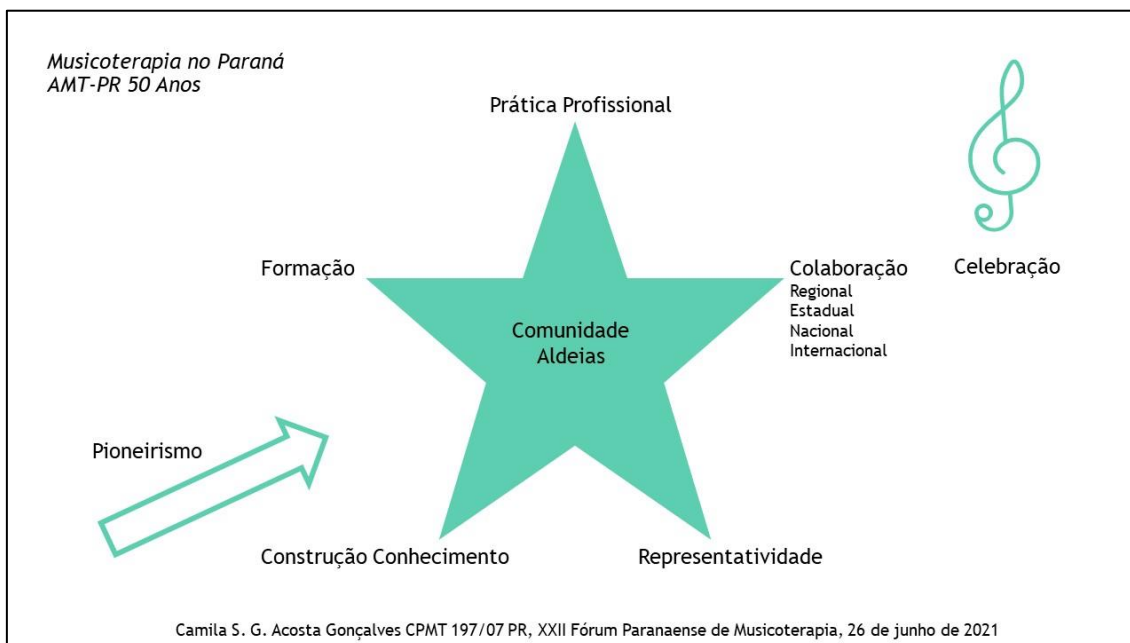 Musicoterapia no Paraná
AMT-PR 50 Anos
Prática Profissional
Formação
Colaboração
Regional
Estadual
Nacional
Internacional
Celebração
Comunidade
Aldeias
Pioneirismo
Construção Conhecimento
Representatividade
Camila S. G. Acosta Gonçalves CPMT 197/07 PR, XXII Fórum Paranaense de Musicoterapia, 26 de junho de 2021